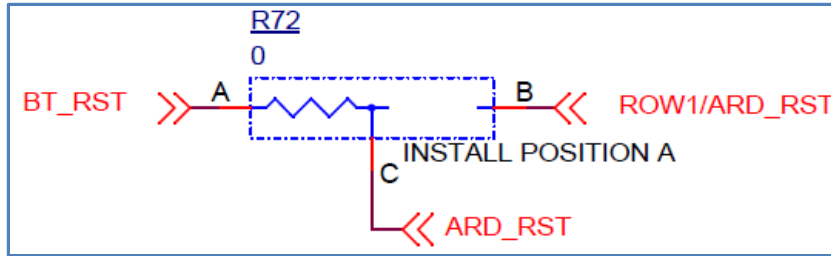 R72
0
BT_RST
A
B
ROW1/ARD_RST
INSTALL POSITION A
C
ARD_RST